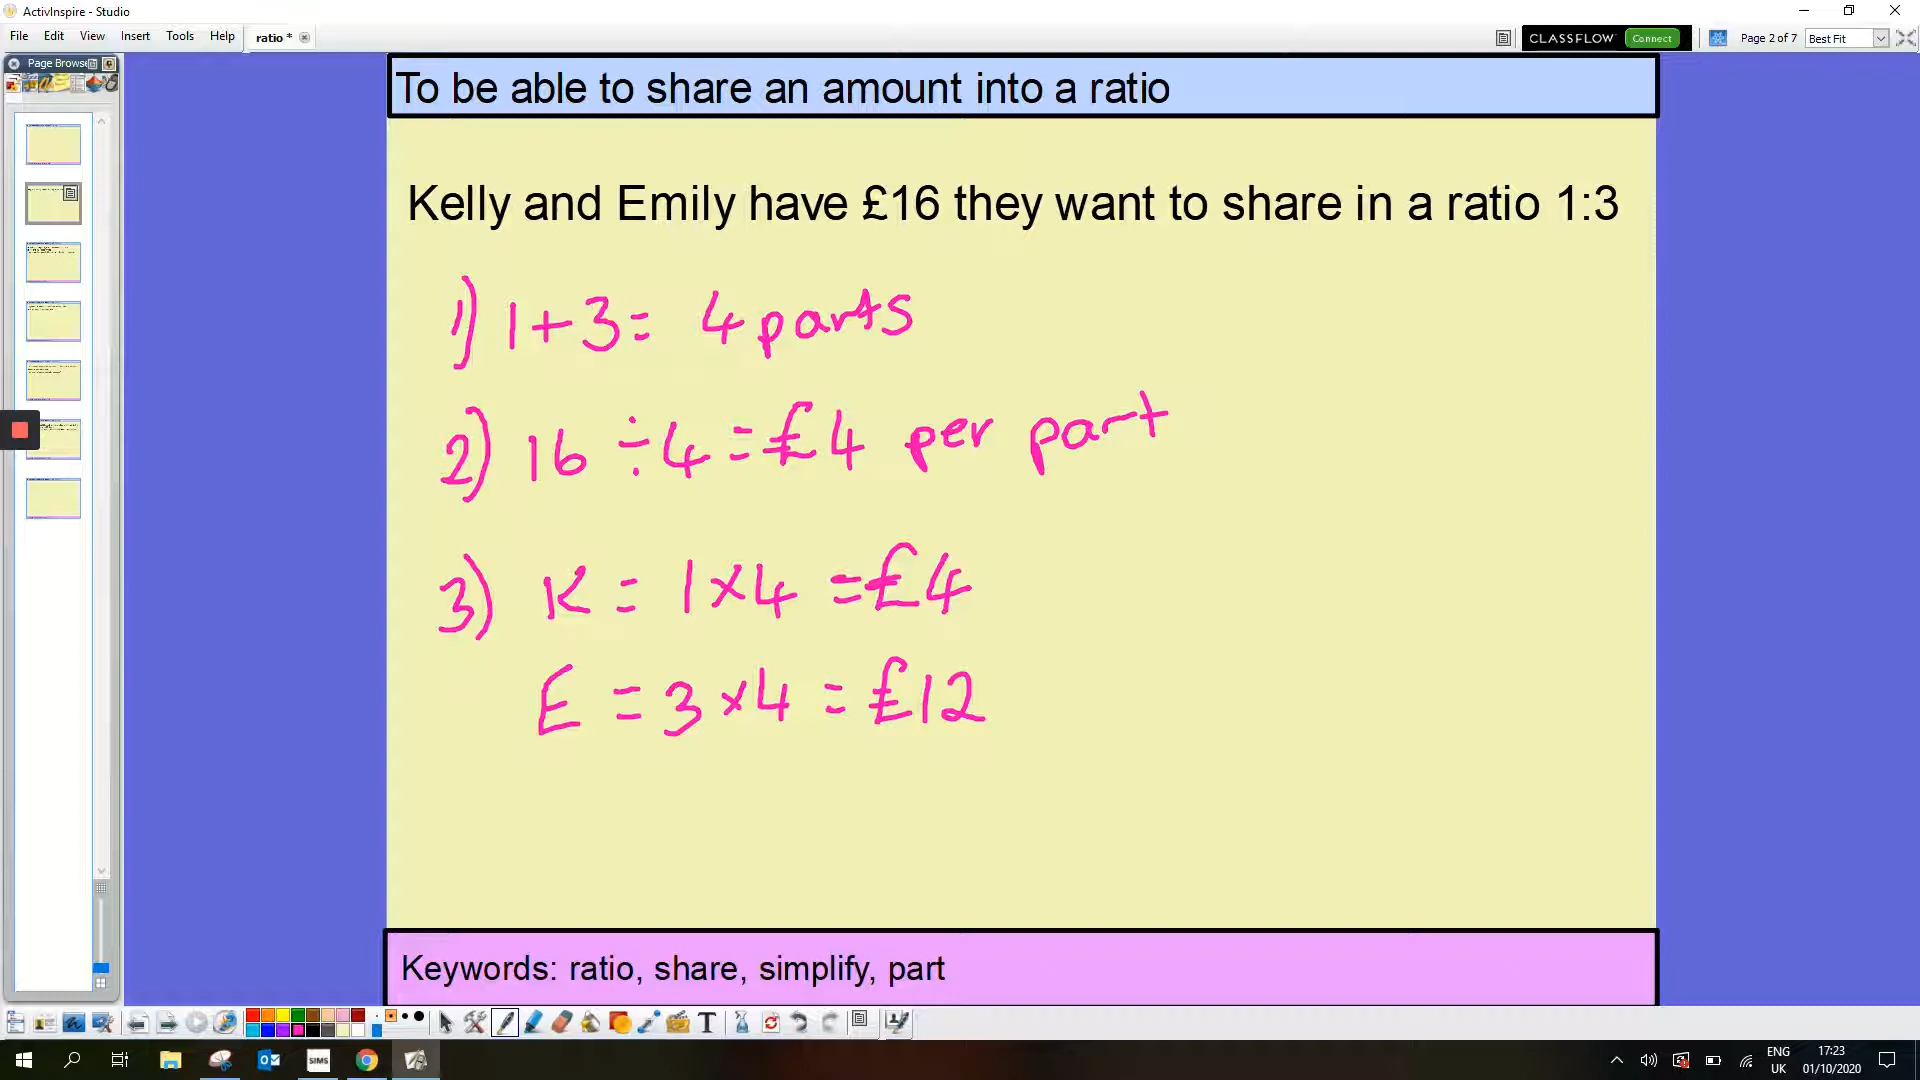 ActivInspire - Studio
File Edit View Insert Tools Help ratio *
CLASSFLOW Connect Page 2 of 7 Best Fit
Page Browse
To be able to share an amount into a ratio
Kelly and Emily have £16 they want to share in a ratio 1:3
1) 1 + 3 = 4 parts
2) 16 ÷ 4 = £4 per part
3) K = 1 × 4 = £4
E = 3 × 4 = £12
Keywords: ratio, share, simplify, part
T
SIMS
ENG
UK
17:23
01/10/2020